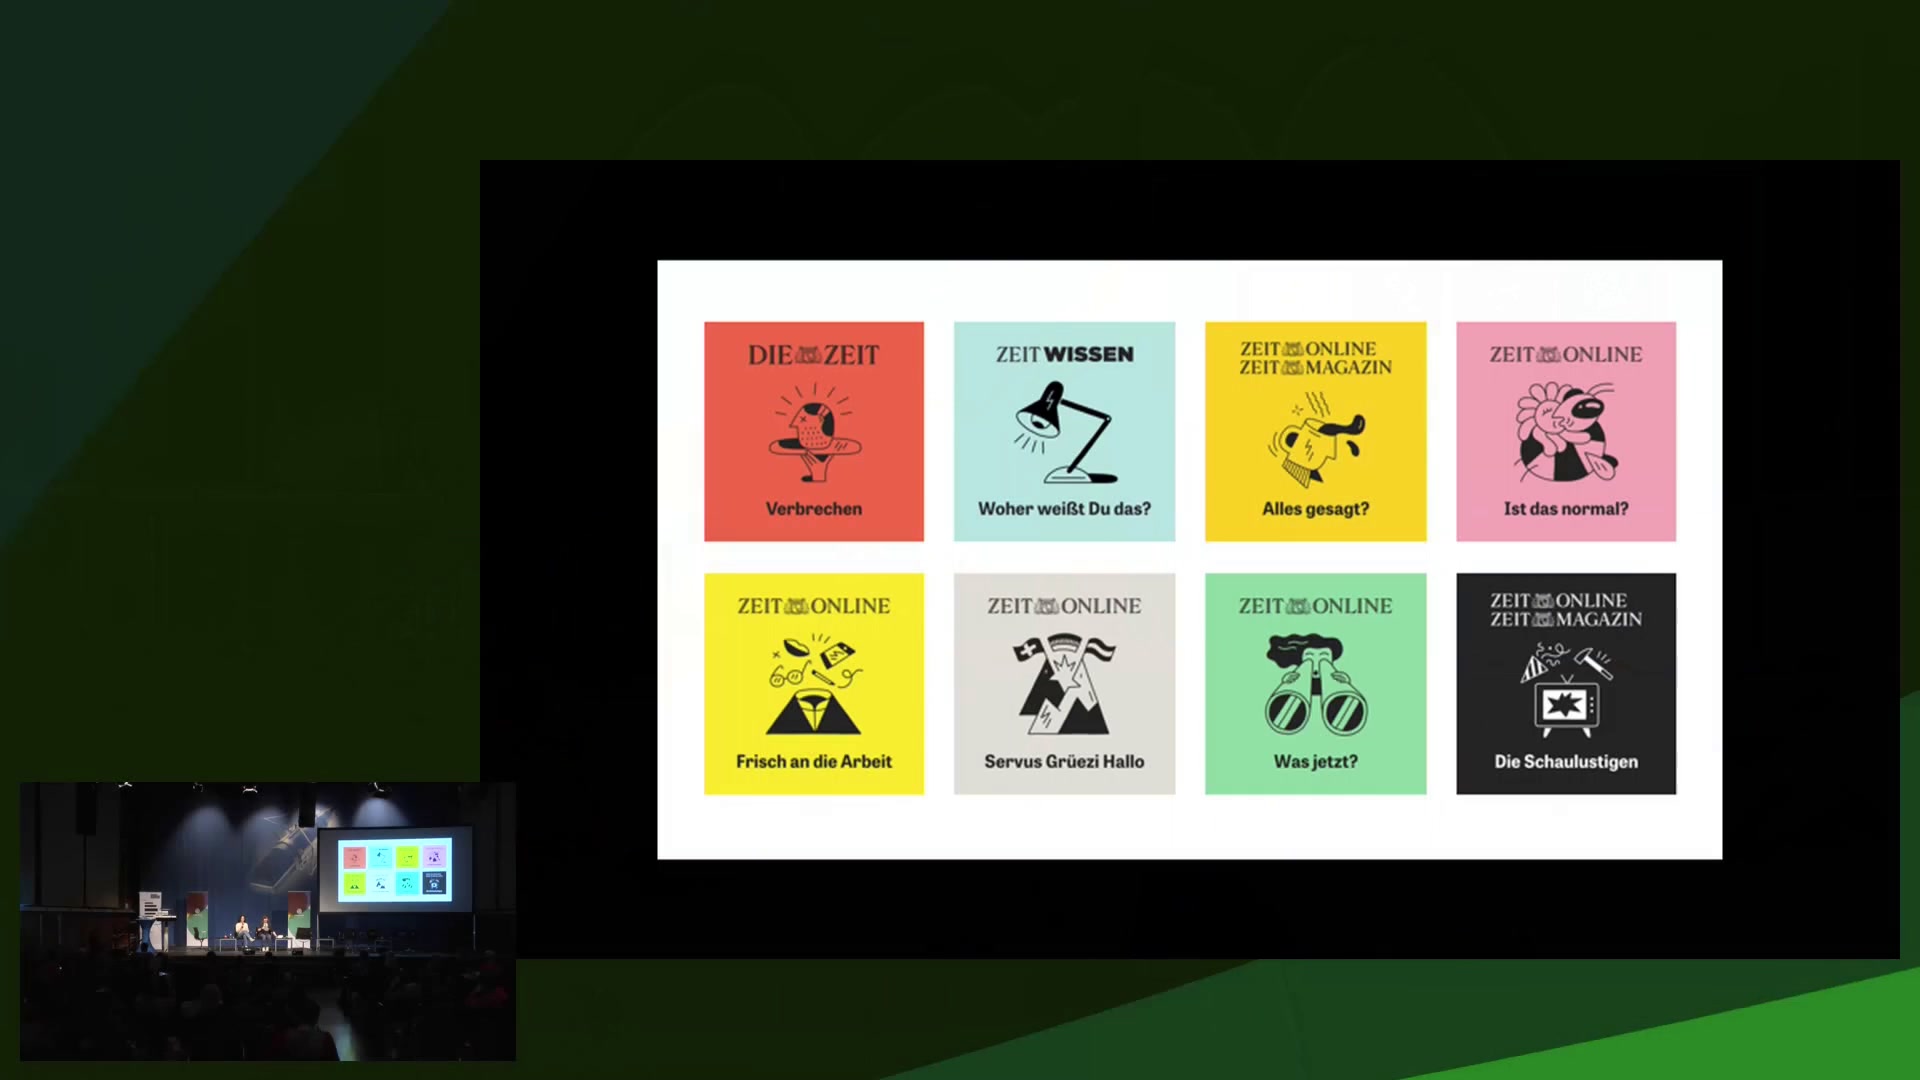 DIE ZEIT
Verbrechen
ZEIT WISSEN
Woher weißt Du das?
ZEIT ONLINE
ZEIT MAGAZIN
Alles gesagt?
ZEIT ONLINE
Ist das normal?
ZEIT ONLINE
Frisch an die Arbeit
ZEIT ONLINE
Servus Grüezi Hallo
ZEIT ONLINE
Was jetzt?
ZEIT ONLINE
ZEIT MAGAZIN
Die Schaulustigen